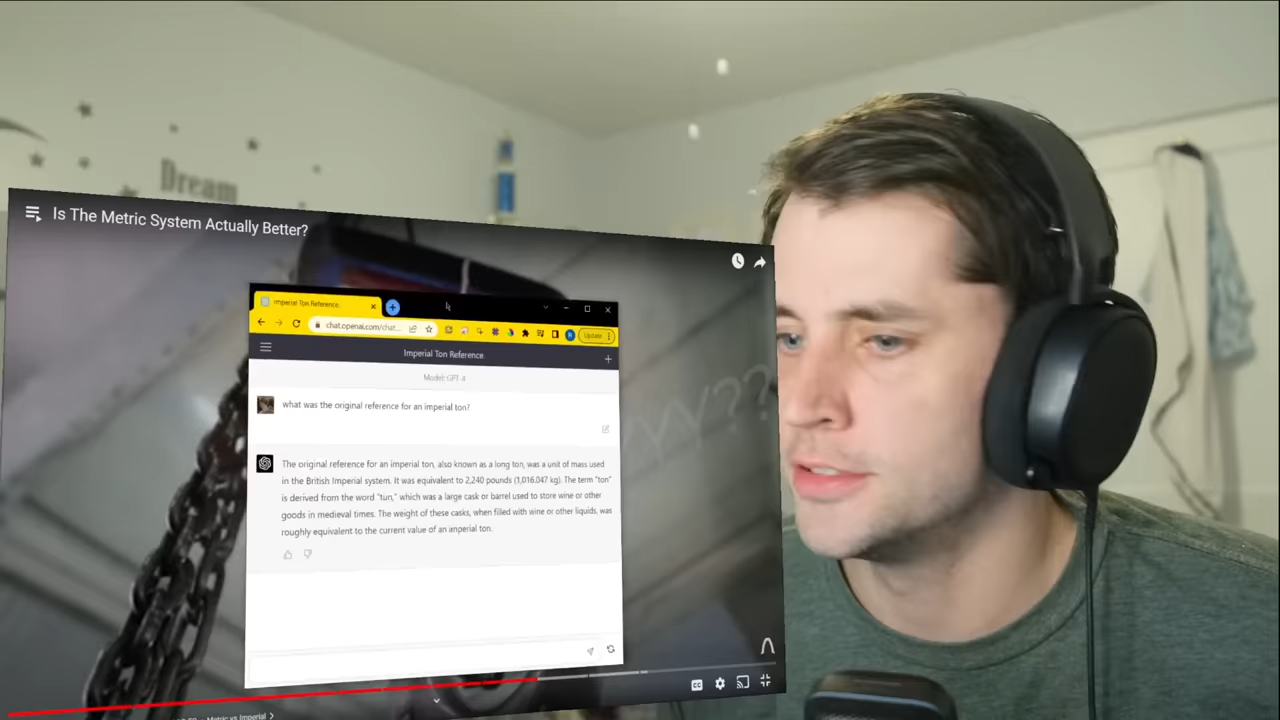 Dream
Is The Metric System Actually Better?
Imperial Ton Reference.
chat.openai.com/chat...
Update
Imperial Ton Reference.
Model: GPT-4
what was the original reference for an imperial ton?
The original reference for an imperial ton, also known as a long ton, was a unit of mass used
in the British Imperial system. It was equivalent to 2,240 pounds (1,016.047 kg). The term "ton"
is derived from the word "tun," which was a large cask or barrel used to store wine or other
goods in medieval times. The weight of these casks, when filled with wine or other liquids, was
roughly equivalent to the current value of an imperial ton.
CC
Metric vs Imperial